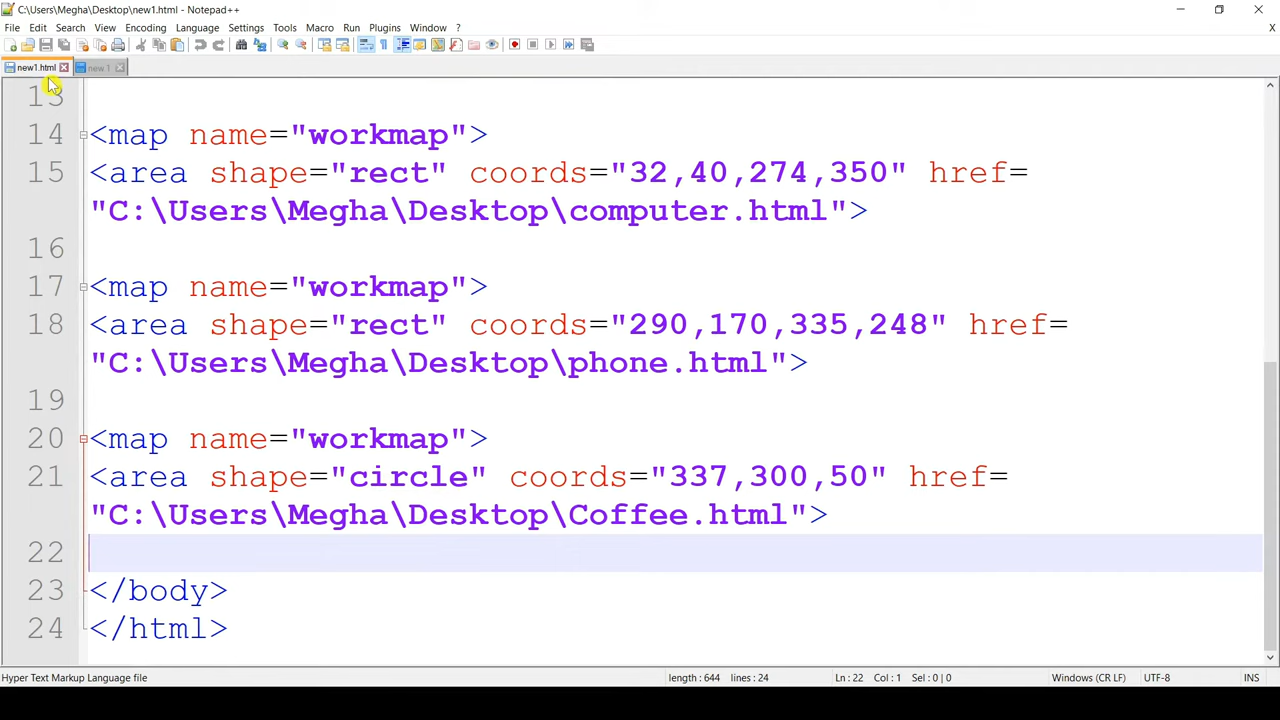 C:\Users\Megha\Desktop\new1.html - Notepad++
File Edit Search View Encoding Language Settings Tools Macro Run Plugins Window ? X
new1.html new 1
13
14 <map name="workmap">
15 <area shape="rect" coords="32,40,274,350" href=
"C:\Users\Megha\Desktop\computer.html">
16
17 <map name="workmap">
18 <area shape="rect" coords="290,170,335,248" href=
"C:\Users\Megha\Desktop\phone.html">
19
20 <map name="workmap">
21 <area shape="circle" coords="337,300,50" href=
"C:\Users\Megha\Desktop\Coffee.html">
22
23 </body>
24 </html>
Hyper Text Markup Language file length : 644 lines : 24 Ln : 22 Col : 1 Sel : 0 | 0 Windows (CR LF) UTF-8 INS